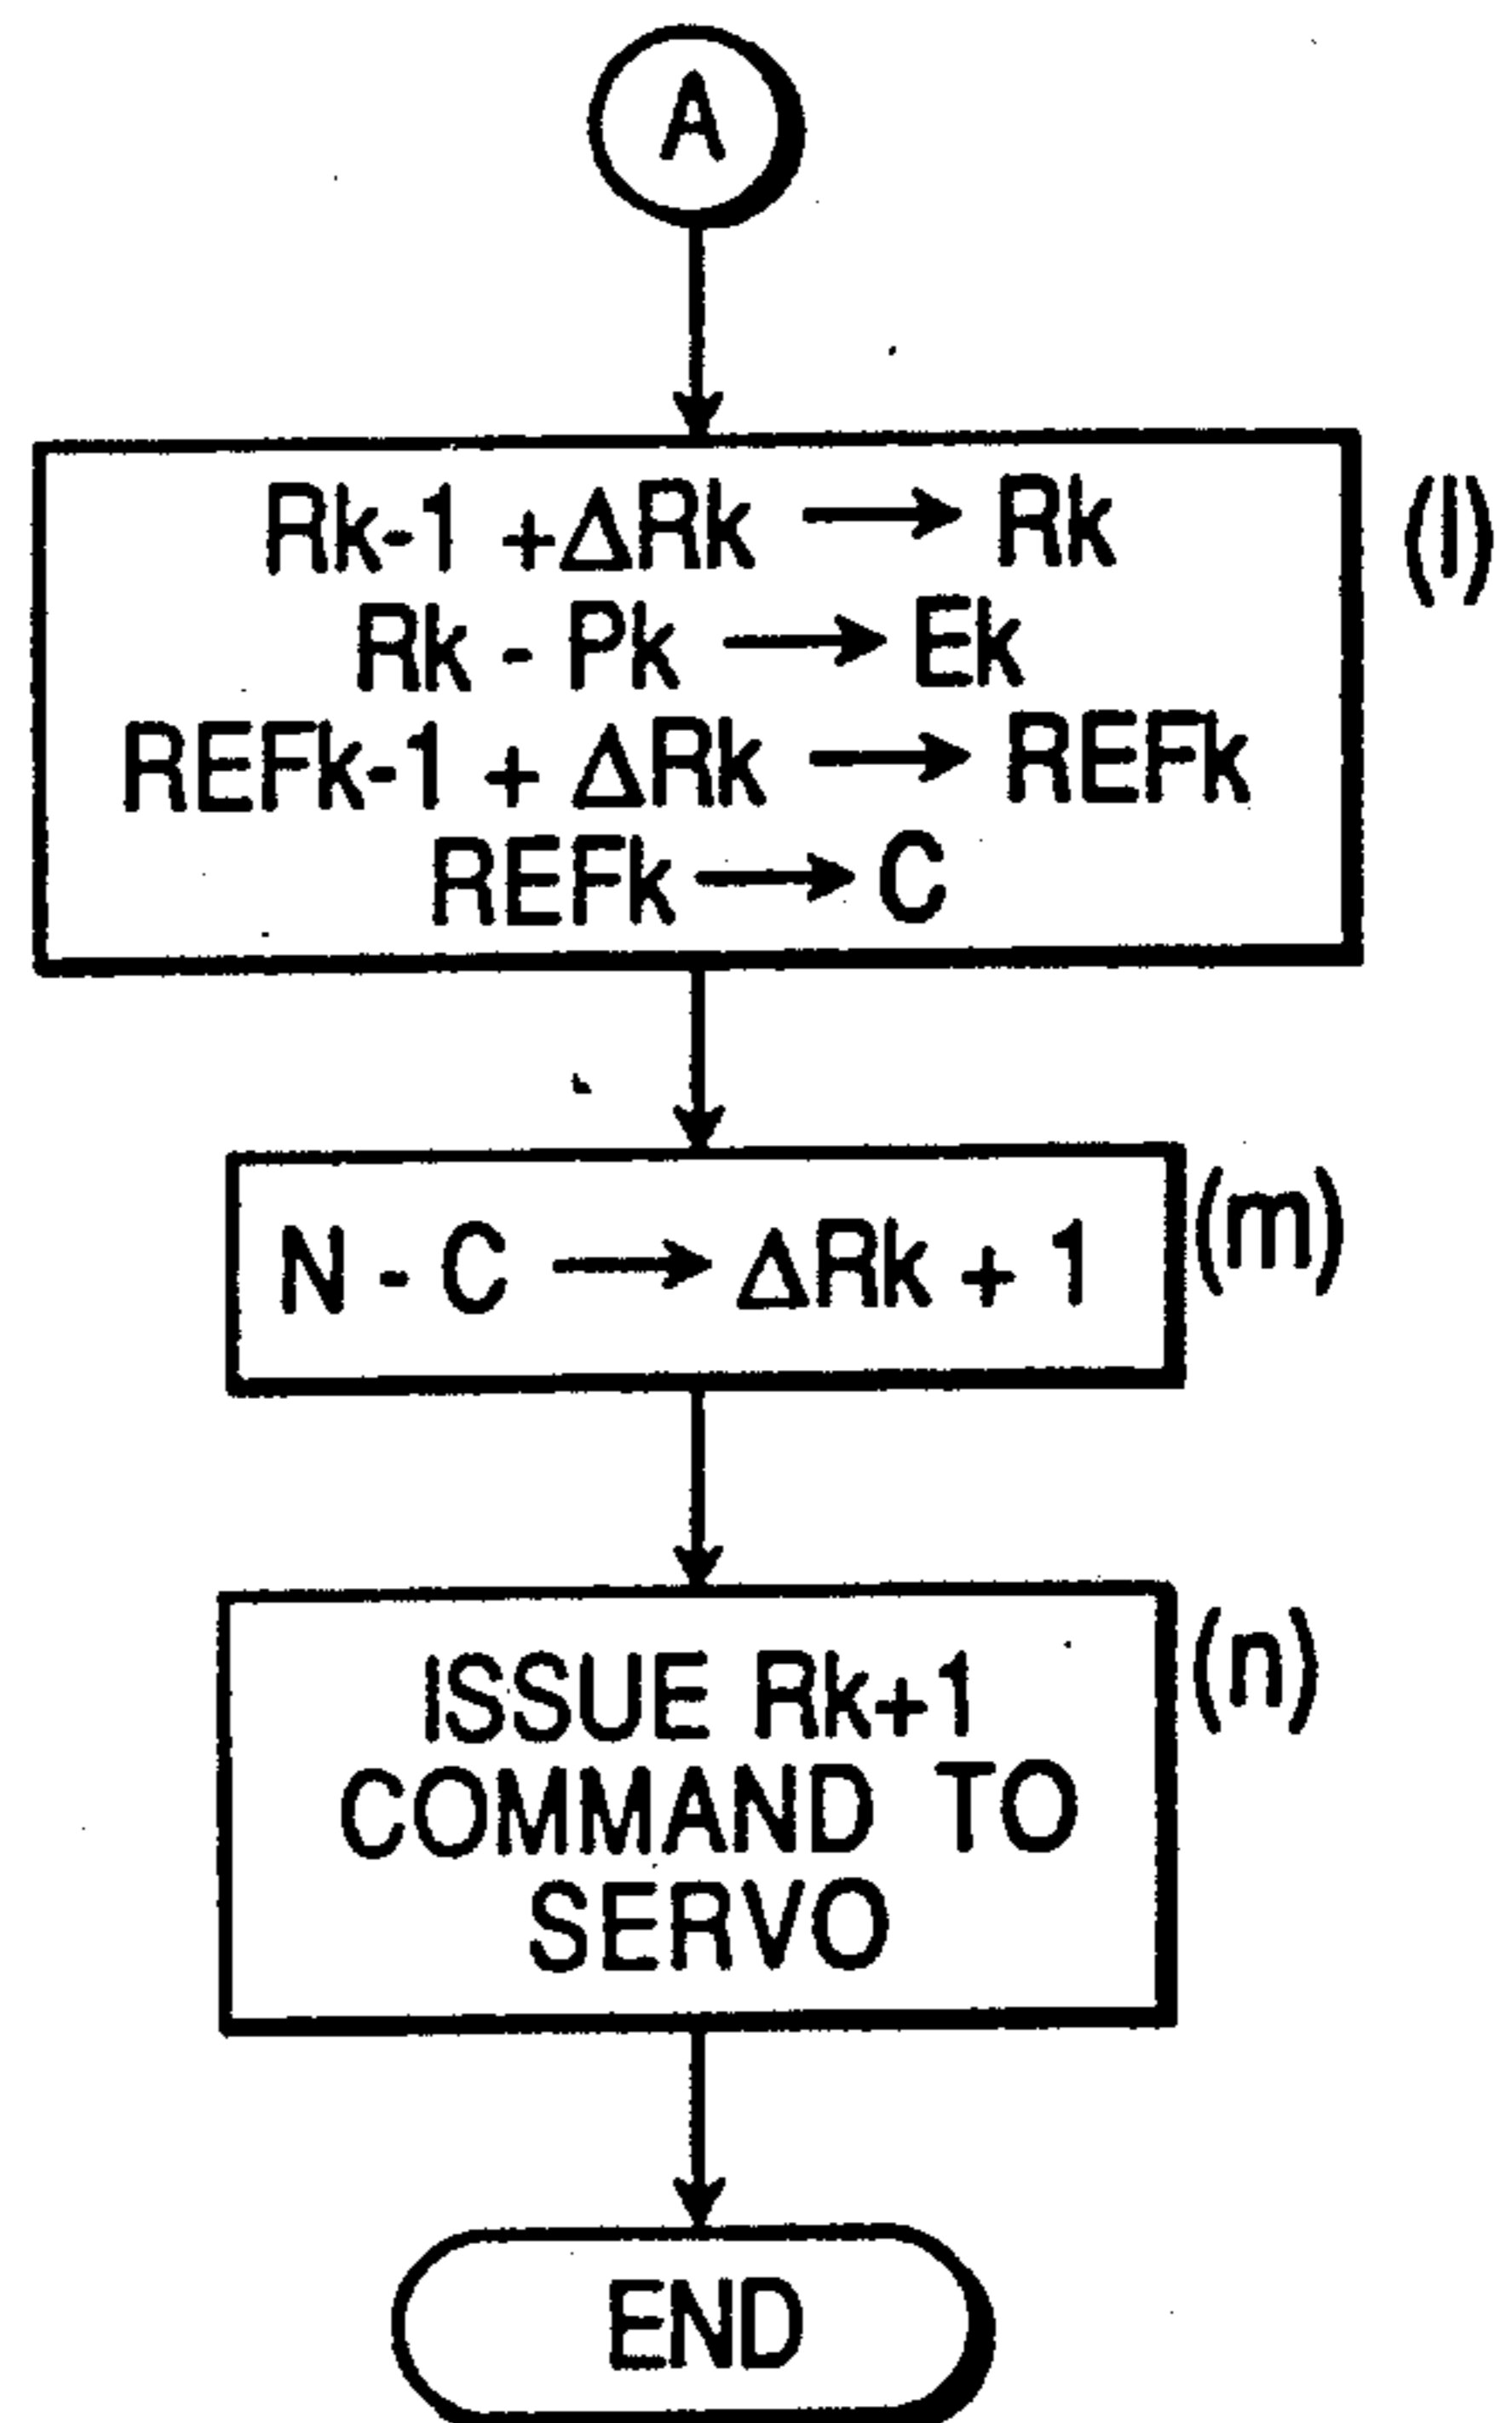 A
Rk-1 +ΔRk → Rk
(l)
Rk - Pk → Ek
REFk-1 + ΔRk → REFk
REFk → C
N - C → ΔRk + 1
(m)
ISSUE Rk+1
(n)
COMMAND TO
SERVO
END